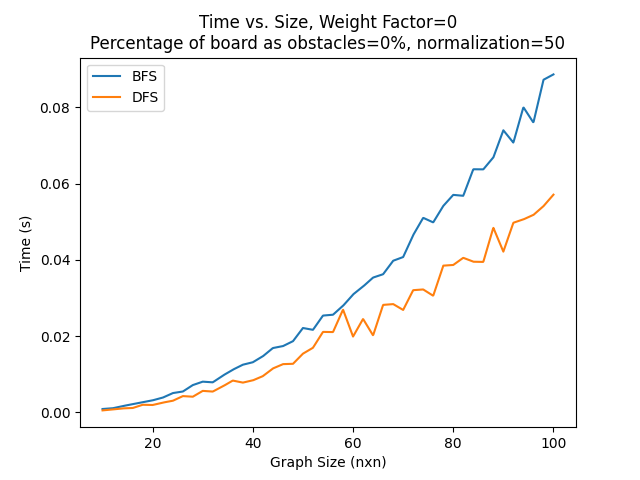 Time vs. Size, Weight Factor=0
Percentage of board as obstacles=0%, normalization=50
BFS
DFS
Time (s)
0.08
0.06
0.04
0.02
0.00
20 40 60 80 100
Graph Size (nxn)